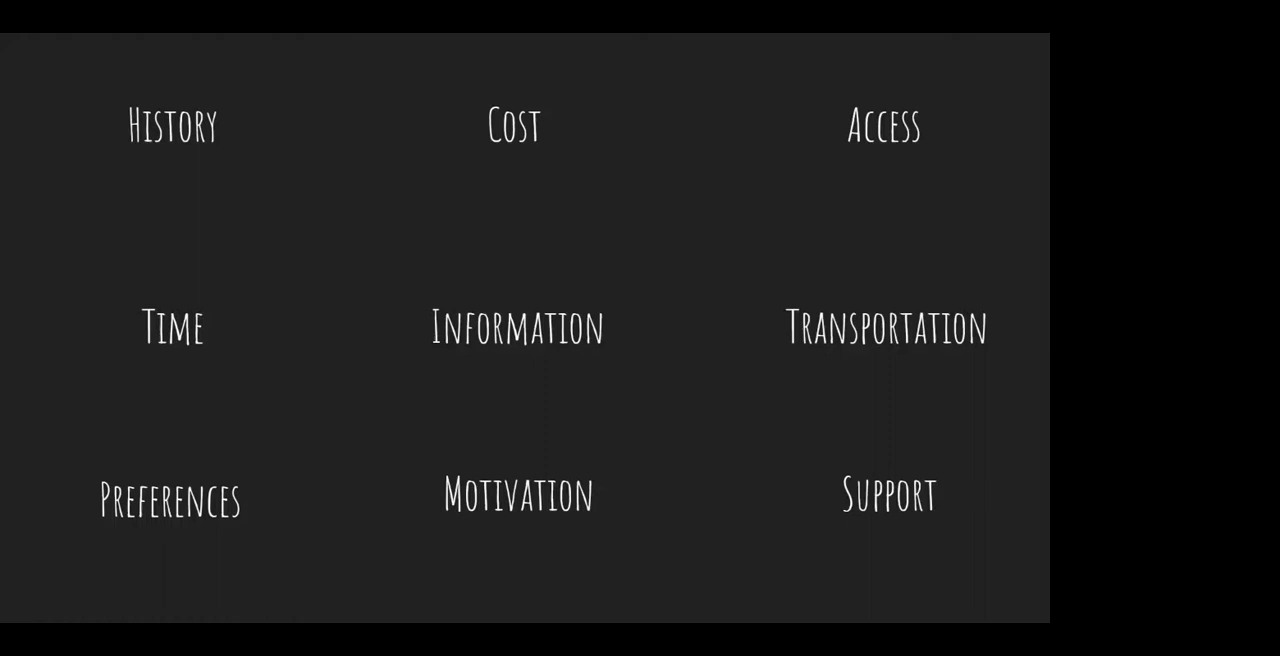 History
Cost
Access
Time
Information
Transportation
Preferences
Motivation
Support